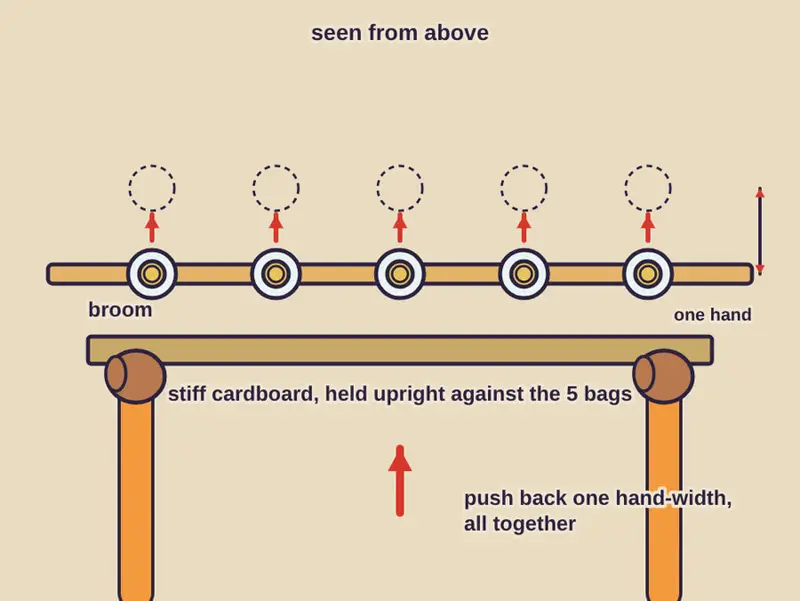 seen from above
broom
one hand
stiff cardboard, held upright against the 5 bags
push back one hand-width,
all together